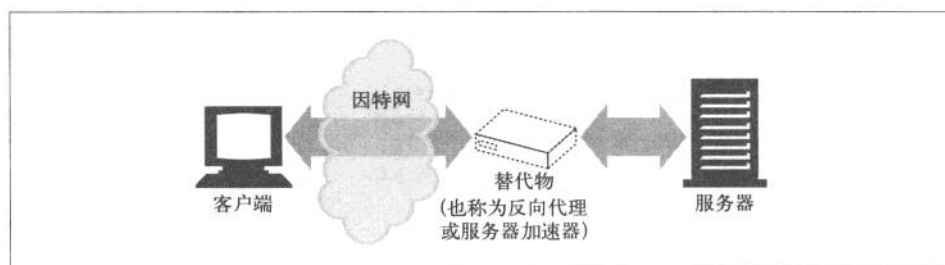 因特网
客户端
替代物
(也称为反向代理
或服务器加速器)
服务器